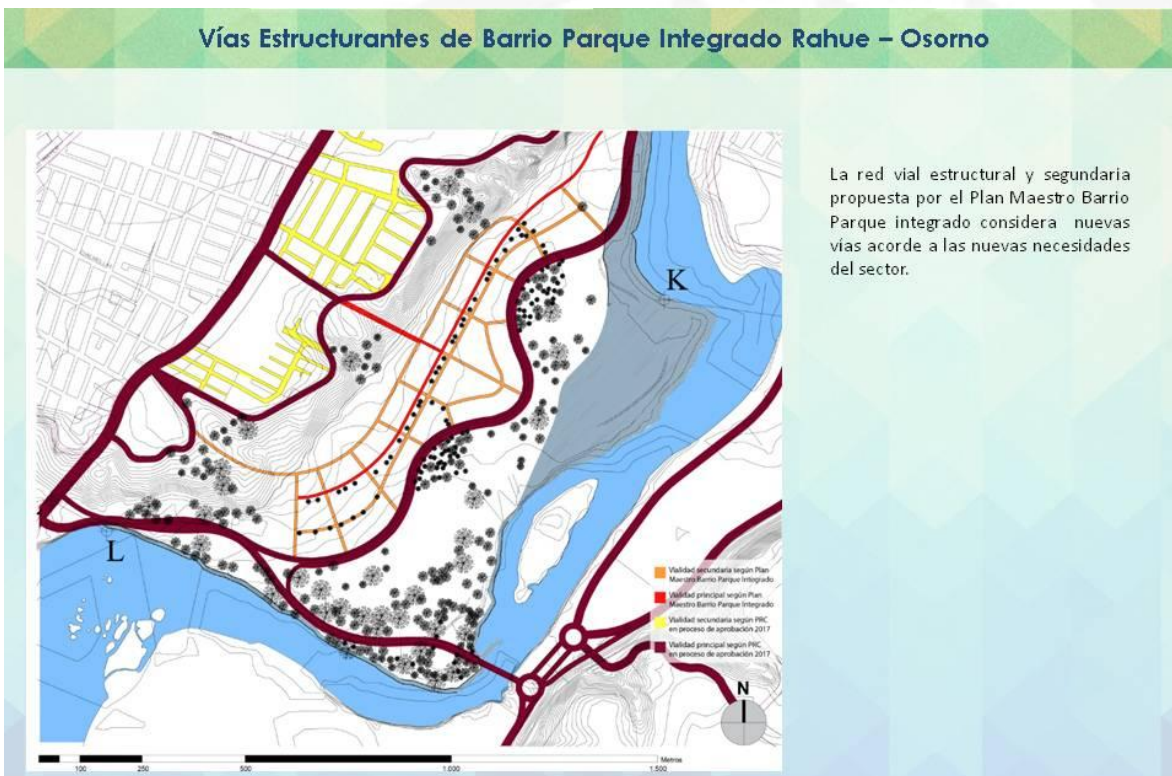 Vías Estructurantes de Barrio Parque Integrado Rahue – Osorno
La red vial estructural y segundaria
propuesta por el Plan Maestro Barrio
Parque integrado considera nuevas
vías acorde a las nuevas necesidades
del sector.
K
L
Vialidad secundaria según Plan
Maestro Barrio Parque Integrado
Vialidad principal según Plan
Maestro Barrio Parque Integrado
Vialidad secundaria según PRC
en proceso de aprobación 2017
Vialidad principal según PRC
en proceso de aprobación 2017
N
Metros
100 250 500 1.000 1.500